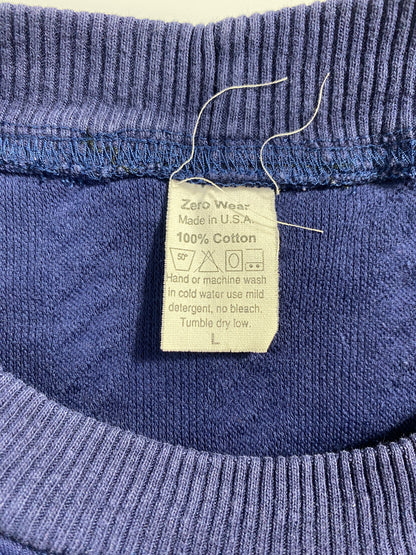 Zero Wear
Made in U.S.A.
100% Cotton
50°
Hand or machine wash
in cold water use mild
detergent, no bleach.
Tumble dry low.
L